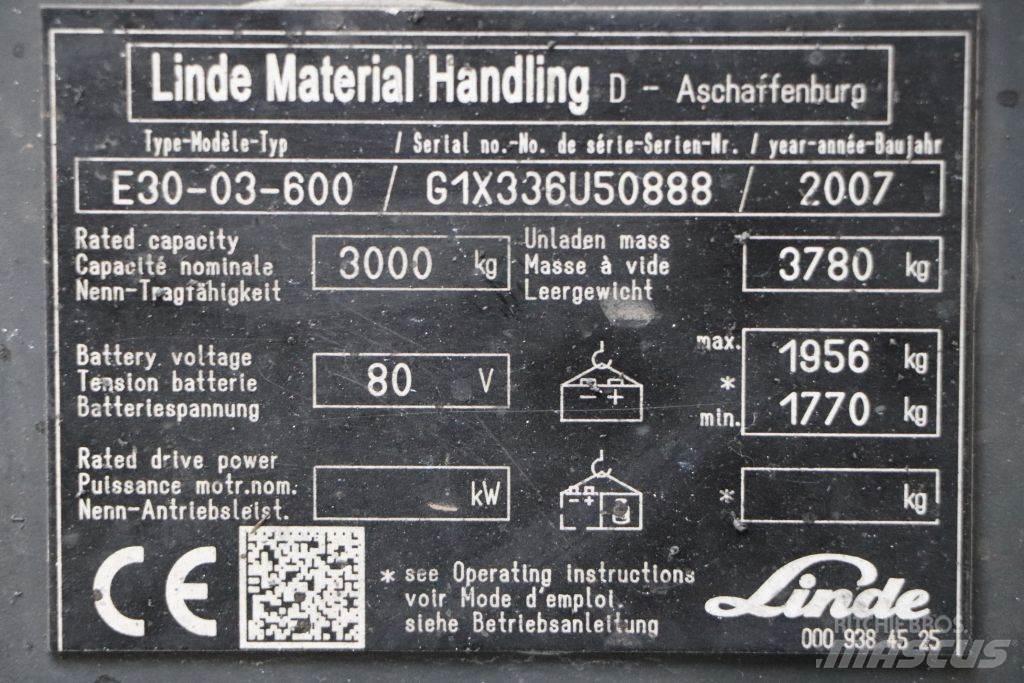 Linde Material Handling D - Aschaffenburg
Type-Modèle-Typ / Serial no.-No. de série-Serien-Nr. / year-année-Baujahr
E30-03-600 / G1X336U50888 / 2007
Rated capacity
Capacité nominale
Nenn-Tragfähigkeit
3000 kg
Unladen mass
Masse à vide
Leergewicht
3780 kg
Battery voltage
Tension batterie
Batteriespannung
80 V
- +
max. 1956 kg
*
min. 1770 kg
Rated drive power
Puissance motr.nom.
Nenn-Antriebsleist.
kW
- +
* kg
CE
* see Operating instructions
voir Mode d'emploi.
siehe Betriebsanleitung
Linde
000 938 45 25
RITCHIE BROS.
MASCUS